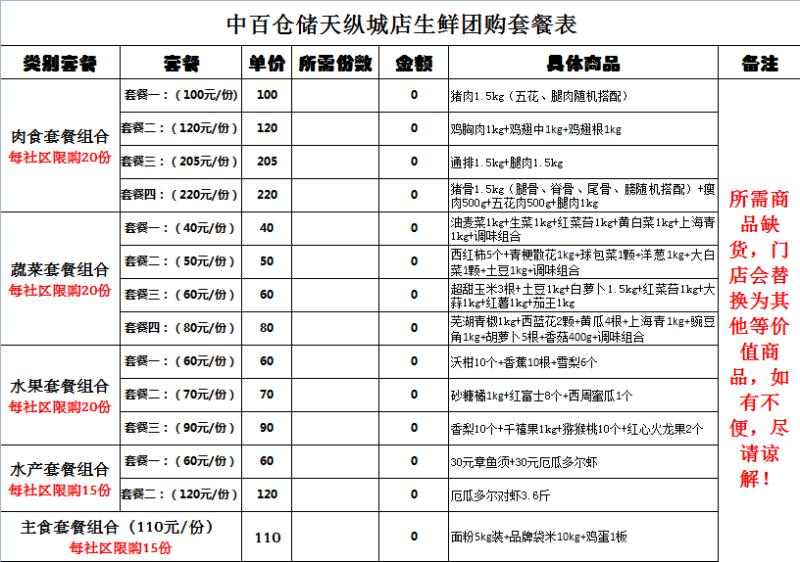 中百仓储天纵城店生鲜团购套餐表
类别套餐 套餐 单价 所需份数 金额 具体商品 备注
肉食套餐组合
每社区限购20份
套餐一：（100元/份） 100 0 猪肉1.5kg（五花、腿肉随机搭配）
套餐二：（120元/份） 120 0 鸡胸肉1kg+鸡翅中1kg+鸡翅根1kg
套餐三：（205元/份） 205 0 通排1.5kg+腿肉1.5kg
套餐四：（220元/份） 220 0 猪骨1.5kg（腿骨、脊骨、尾骨、膀随机搭配）+瘦
肉500g+五花肉500g+腿肉1kg
蔬菜套餐组合
每社区限购20份
套餐一：（40元/份） 40 0 油麦菜1kg+生菜1kg+红菜苔1kg+黄白菜1kg+上海青
1kg+调味组合
套餐二：（50元/份） 50 0 西红柿5个+青梗散花1kg+球包菜1颗+洋葱1kg+大白
菜1颗+土豆1kg+调味组合
套餐三：（60元/份） 60 0 超甜玉米3根+土豆1kg+白萝卜1.5kg+红菜苔1kg+大
蒜1kg+红薯1kg+茄王1kg
套餐四：（80元/份） 80 0 芜湖青椒1kg+西蓝花2颗+黄瓜4根+上海青1kg+豌豆
角1kg+胡萝卜5根+香菇400g+调味组合
水果套餐组合
每社区限购20份
套餐一：（60元/份） 60 0 沃柑10个+香蕉10根+雪梨6个
套餐二：（70元/份） 70 0 砂糖橘1kg+红富士8个+西周蜜瓜1个
套餐三：（90元/份） 90 0 香梨10个+千禧果1kg+猕猴桃10个+红心火龙果2个
水产套餐组合
每社区限购15份
套餐一：（60元/份） 60 0 30元章鱼须+30元厄瓜多尔虾
套餐二：（120元/份） 120 0 厄瓜多尔对虾3.6斤
主食套餐组合（110元/份）
每社区限购15份
110 0 面粉5kg装+品牌袋米10kg+鸡蛋1板
所需商
品缺
货，门
店会替
换为其
他等价
值商
品，如
有不
便，尽
请谅
解！